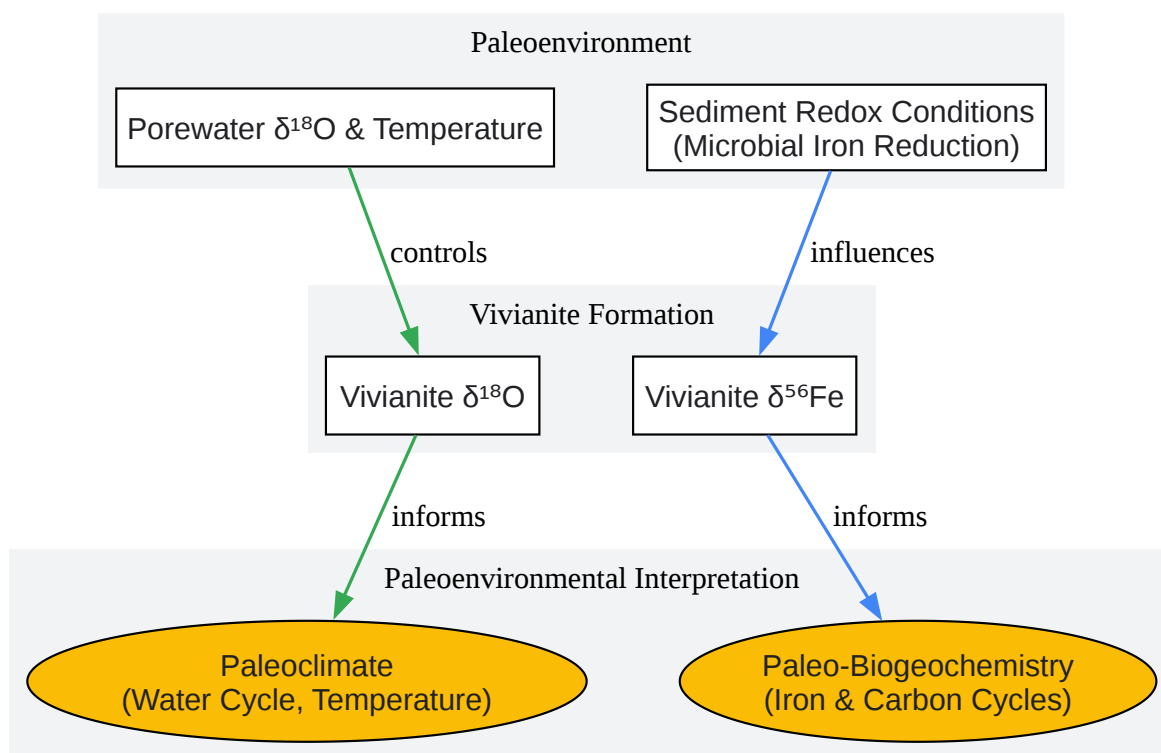 Paleoenvironment
Porewater δ¹⁸O & Temperature
Sediment Redox Conditions
(Microbial Iron Reduction)
controls
influences
Vivianite Formation
Vivianite δ¹⁸O
Vivianite δ⁵⁶Fe
informs
informs
Paleoenvironmental Interpretation
Paleoclimate
(Water Cycle, Temperature)
Paleo-Biogeochemistry
(Iron & Carbon Cycles)